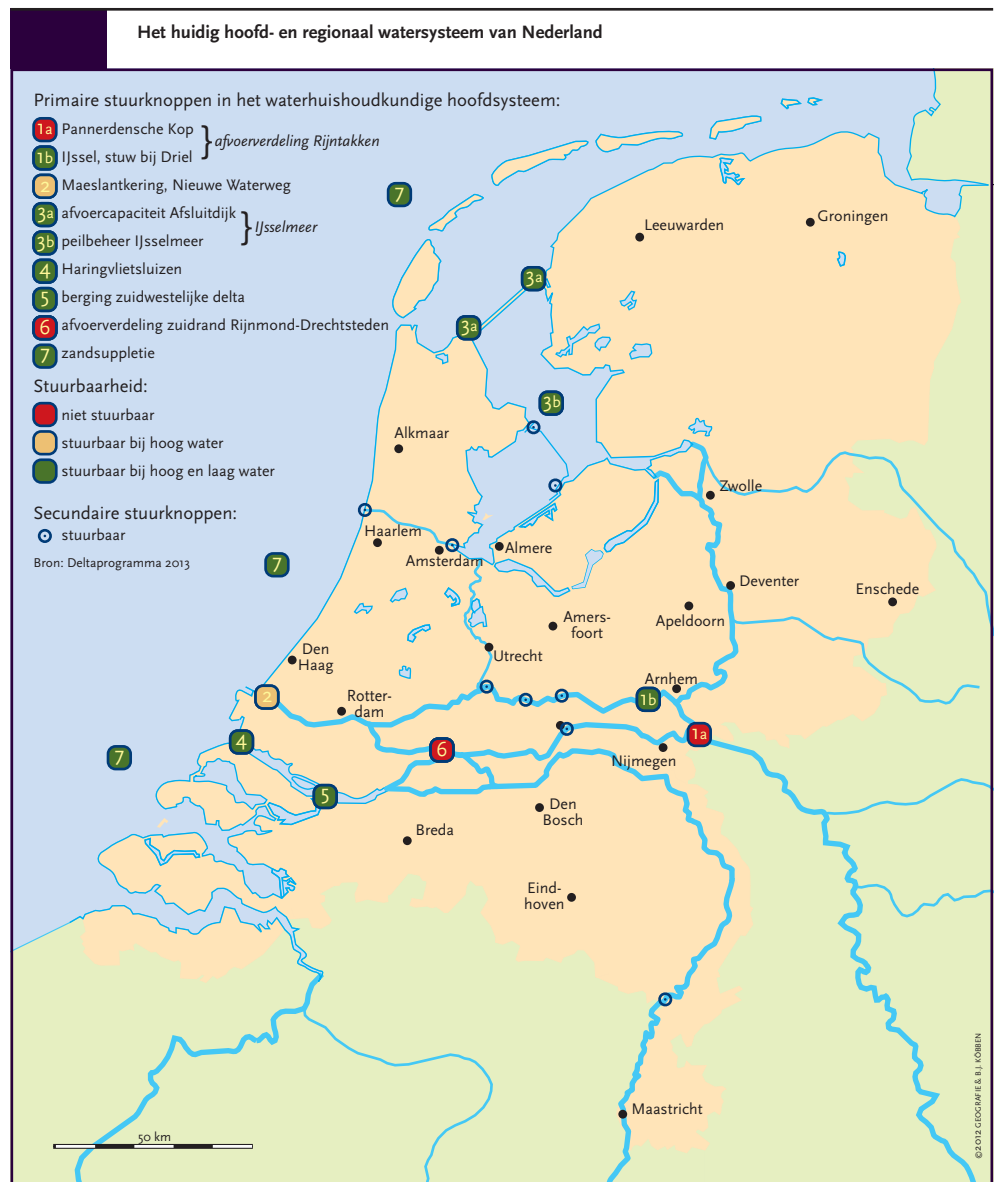 Het huidig hoofd- en regionaal watersysteem van Nederland
Primaire stuurknoppen in het waterhuishoudkundige hoofdsysteem:
1a Pannerdensche Kop
1b IJssel, stuw bij Driel
} afvoerverdeling Rijntakken
2 Maeslantkering, Nieuwe Waterweg
3a afvoercapaciteit Afsluitdijk
3b peilbeheer IJsselmeer
} IJsselmeer
4 Haringvlietsluizen
5 berging zuidwestelijke delta
6 afvoerverdeling zuidrand Rijnmond-Drechtsteden
7 zandsuppletie
Stuurbaarheid:
niet stuurbaar
stuurbaar bij hoog water
stuurbaar bij hoog en laag water
Secundaire stuurknoppen:
stuurbaar
Bron: Deltaprogramma 2013
7
Leeuwarden
Groningen
3a
3a
3b
Alkmaar
Zwolle
Haarlem
Amsterdam
Almere
7
Deventer
Enschede
Apeldoorn
Amers-
foort
Utrecht
Den
Haag
Arnhem
2
Rotter-
dam
1b
1a
4
6
7
Nijmegen
5
Den
Bosch
Breda
Eind-
hoven
Maastricht
50 km
©2012 GEOGRAFIE & B.J. KÖBBEN